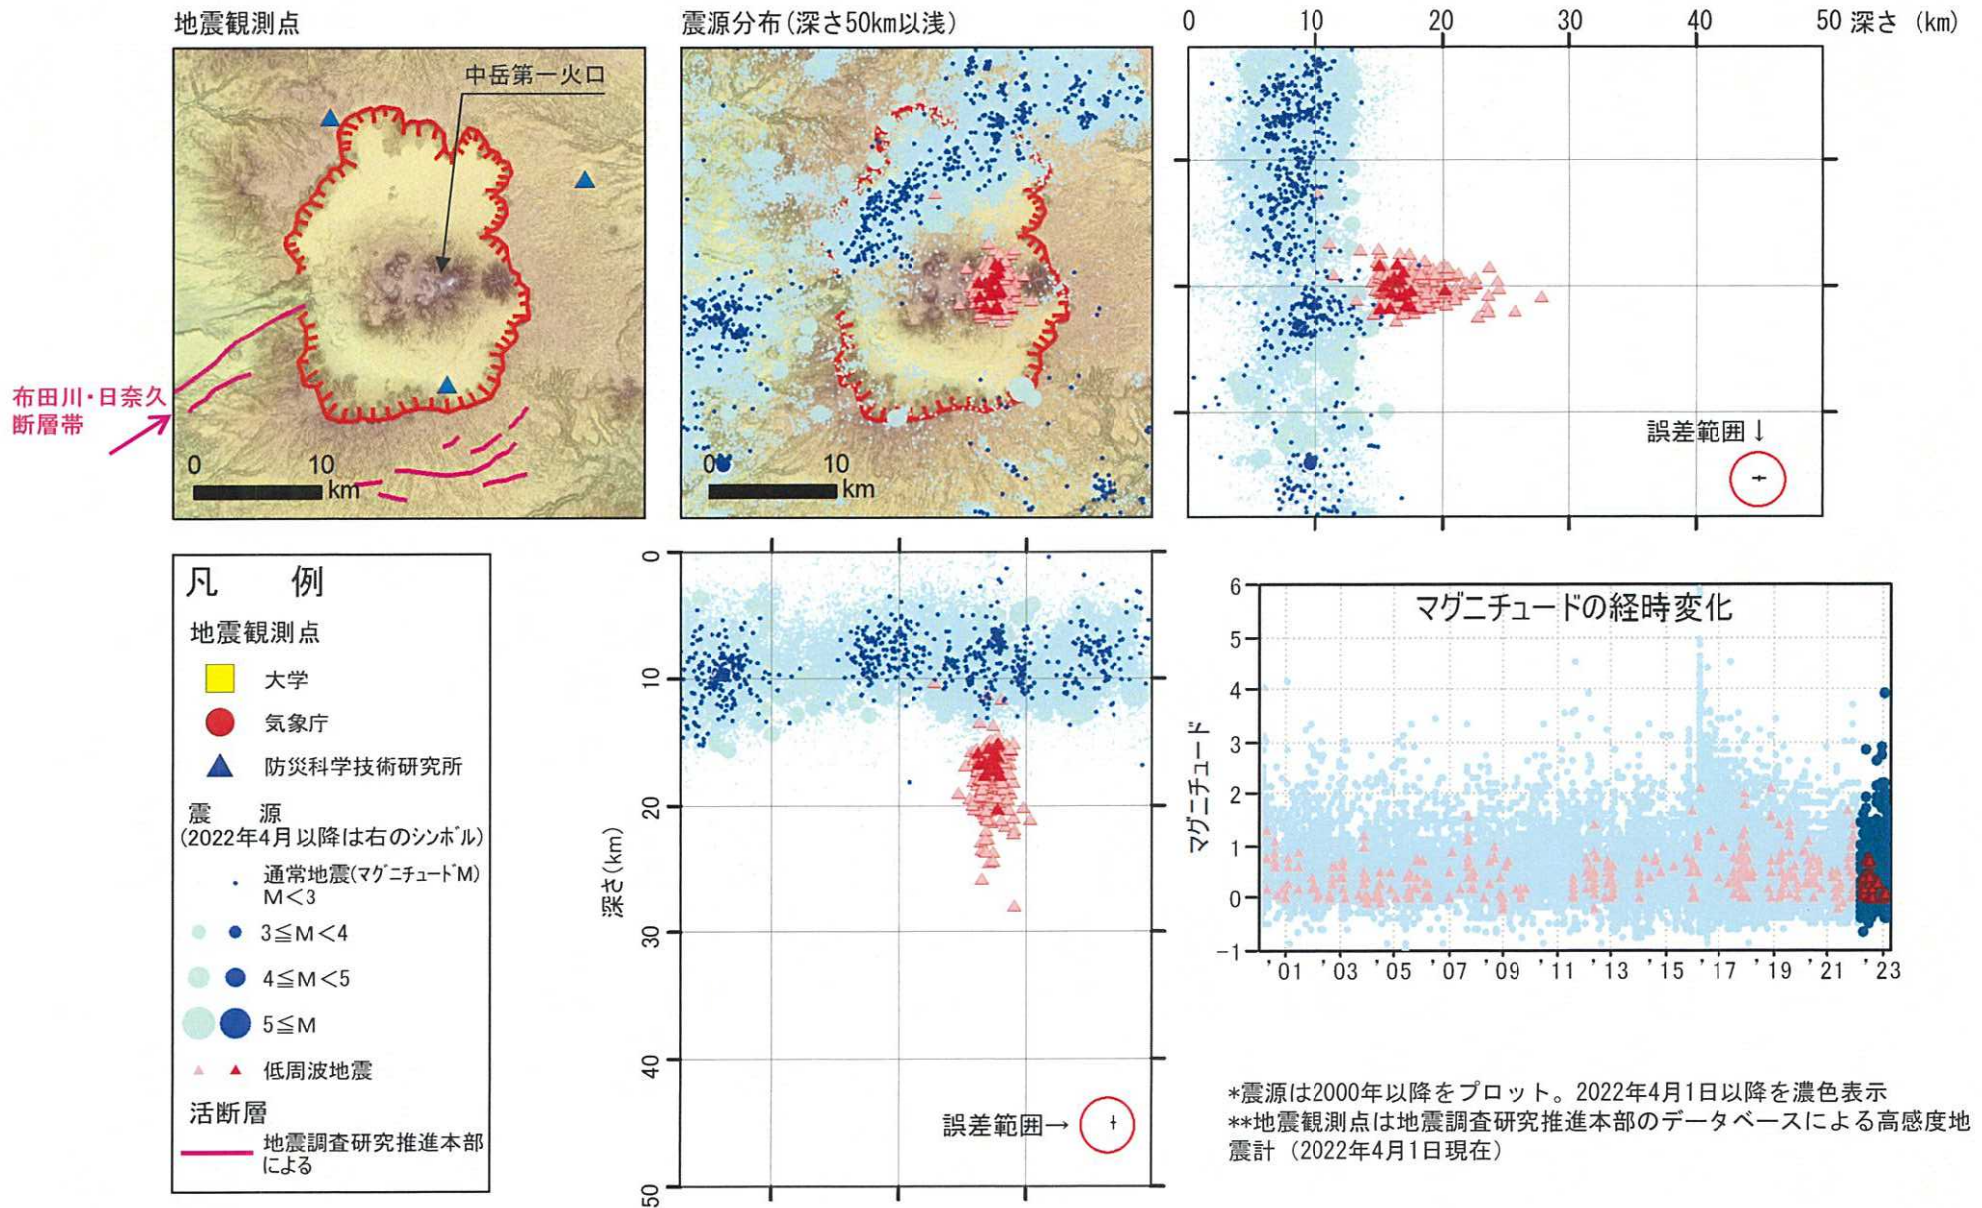 地震観測点
中岳第一火口
布田川・日奈久
断層帯
0 10
km
震源分布(深さ50km以浅)
0 10
km
0 10 20 30 40 50 深さ (km)
誤差範囲↓
凡 例
地震観測点
大学
気象庁
防災科学技術研究所
震 源
(2022年4月以降は右のシンボル)
通常地震(マグニチュードM)
M<3
3≦M<4
4≦M<5
5≦M
低周波地震
活断層
地震調査研究推進本部
による
0
10
20
30
40
50
深さ(km)
誤差範囲→
マグニチュードの経時変化
マグニチュード
6
5
4
3
2
1
0
-1
'01 '03 '05 '07 '09 '11 '13 '15 '17 '19 '21 '23
*震源は2000年以降をプロット。2022年4月1日以降を濃色表示
**地震観測点は地震調査研究推進本部のデータベースによる高感度地
震計（2022年4月1日現在）